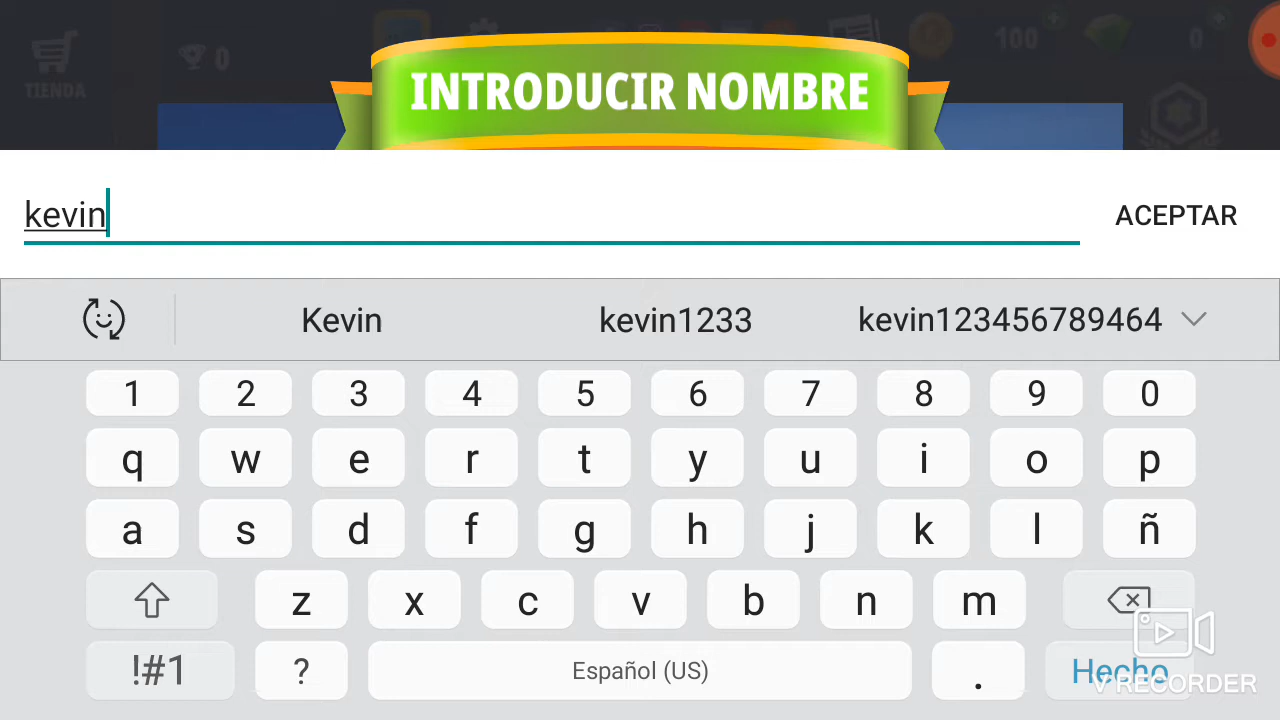 TIENDA
0
100
0
INTRODUCIR NOMBRE
kevin
ACEPTAR
Kevin kevin1233 kevin123456789464
1 2 3 4 5 6 7 8 9 0
q w e r t y u i o p
a s d f g h j k l ñ
z x c v b n m
!#1 ? Español (US) . Hecho
V RECORDER